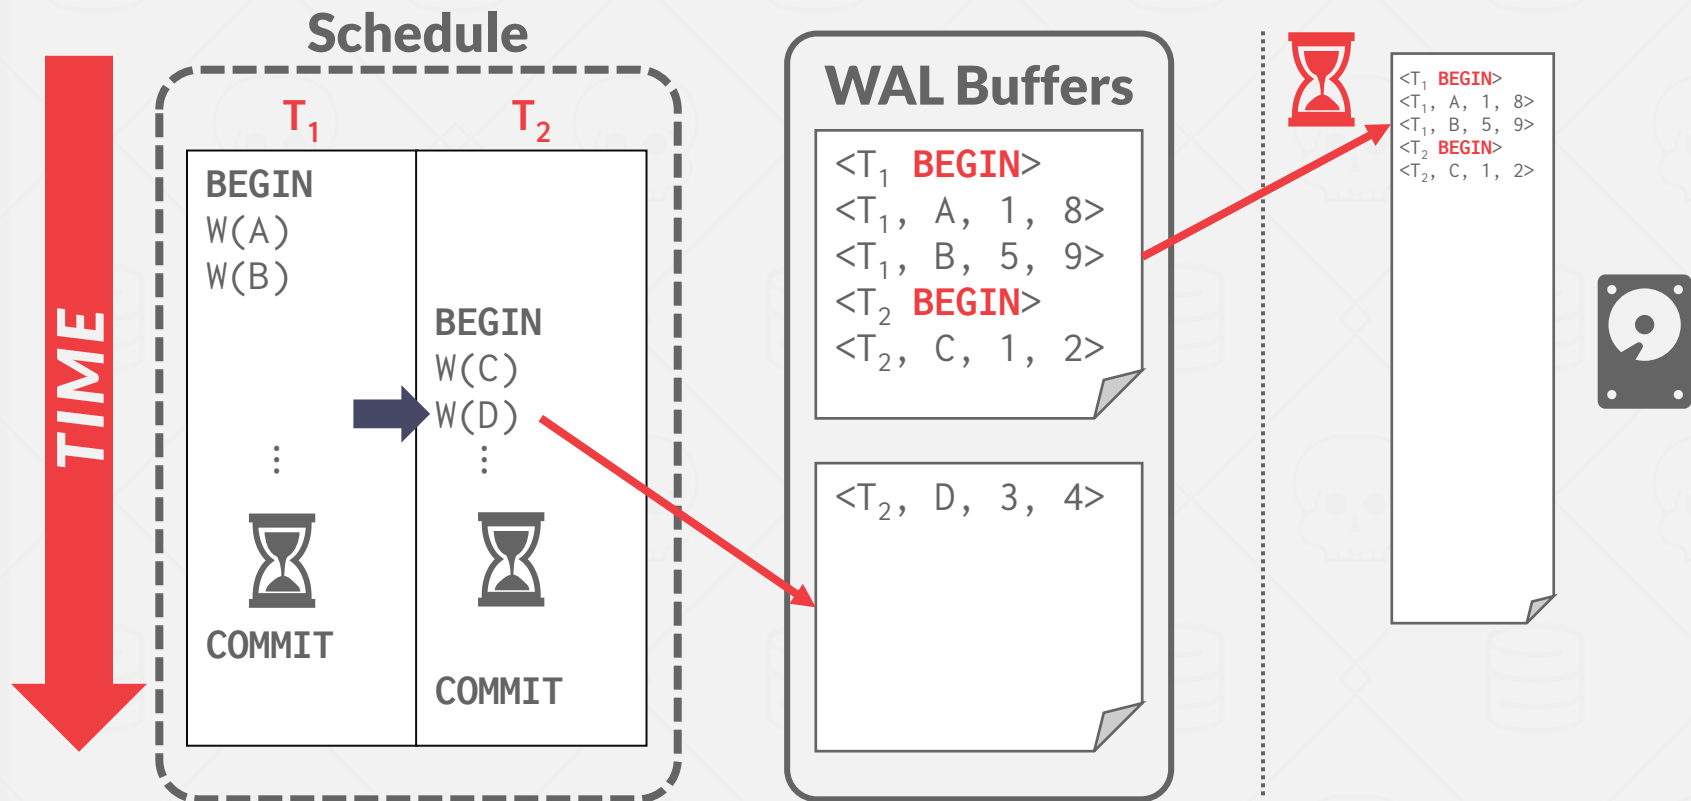 Schedule
TIME
T₁ T₂
BEGIN
W(A)
W(B)
⋮
COMMIT
BEGIN
W(C)
W(D)
⋮
COMMIT
WAL Buffers
<T₁ BEGIN>
<T₁, A, 1, 8>
<T₁, B, 5, 9>
<T₂ BEGIN>
<T₂, C, 1, 2>
<T₂, D, 3, 4>
<T₁ BEGIN>
<T₁, A, 1, 8>
<T₁, B, 5, 9>
<T₂ BEGIN>
<T₂, C, 1, 2>